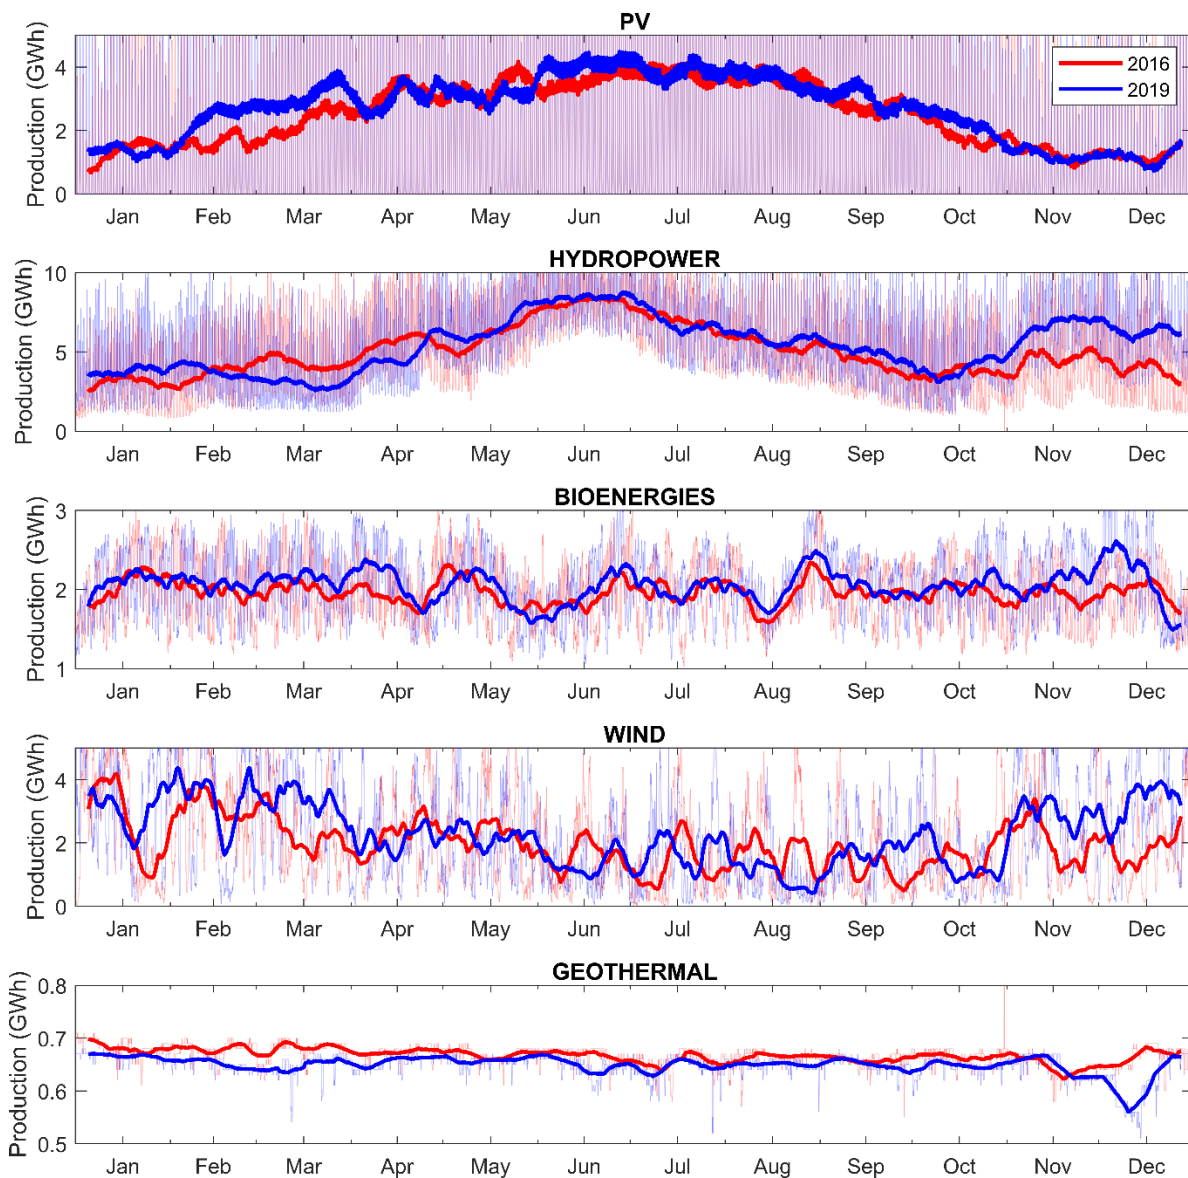 PV
Production (GWh)
4
2
0
2016
2019
Jan Feb Mar Apr May Jun Jul Aug Sep Oct Nov Dec
HYDROPOWER
Production (GWh)
10
5
0
Jan Feb Mar Apr May Jun Jul Aug Sep Oct Nov Dec
BIOENERGIES
Production (GWh)
3
2
1
Jan Feb Mar Apr May Jun Jul Aug Sep Oct Nov Dec
WIND
Production (GWh)
4
2
0
Jan Feb Mar Apr May Jun Jul Aug Sep Oct Nov Dec
GEOTHERMAL
Production (GWh)
0.8
0.7
0.6
0.5
Jan Feb Mar Apr May Jun Jul Aug Sep Oct Nov Dec